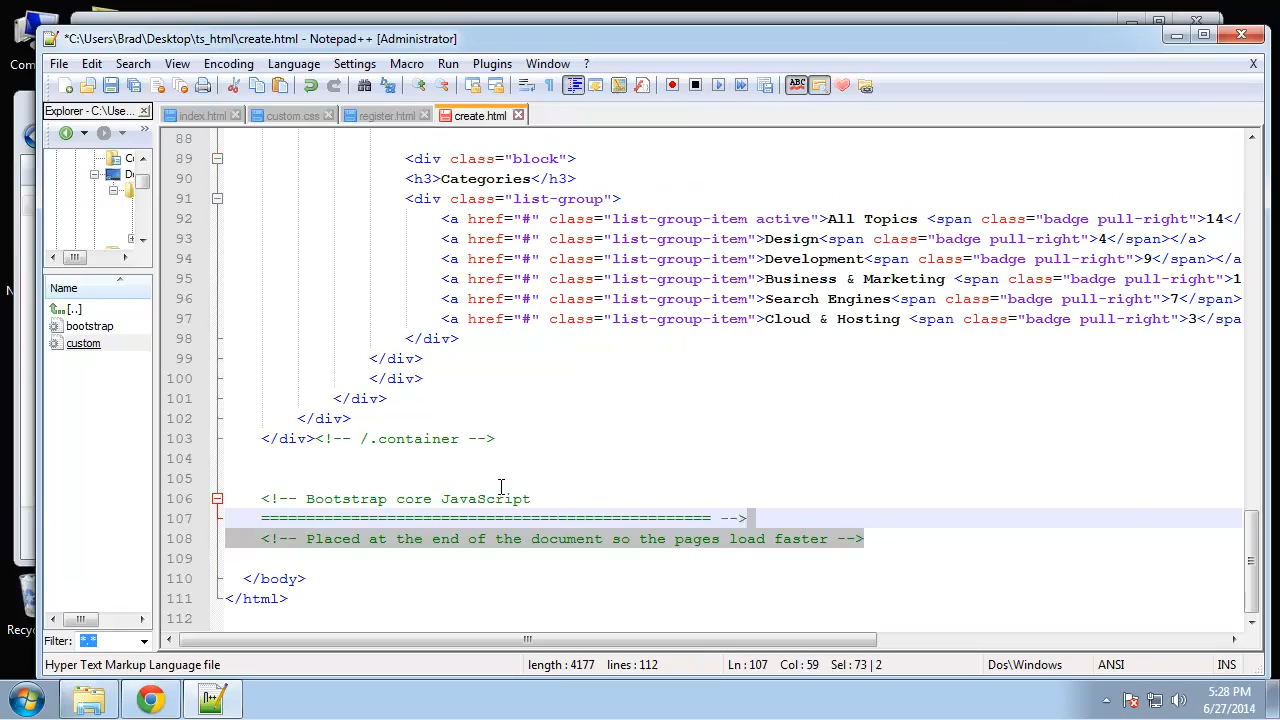 Com
*C:\Users\Brad\Desktop\ts_html\create.html - Notepad++ [Administrator]
File Edit Search View Encoding Language Settings Macro Run Plugins Window ? X
Explorer - C:\Use...
index.html custom.css register.html create.html
Name
[..]
bootstrap
custom
88
89 <div class="block">
90 <h3>Categories</h3>
91 <div class="list-group">
92 <a href="#" class="list-group-item active">All Topics <span class="badge pull-right">14</
93 <a href="#" class="list-group-item">Design<span class="badge pull-right">4</span></a>
94 <a href="#" class="list-group-item">Development<span class="badge pull-right">9</span></a
95 <a href="#" class="list-group-item">Business & Marketing <span class="badge pull-right">1
96 <a href="#" class="list-group-item">Search Engines<span class="badge pull-right">7</span>
97 <a href="#" class="list-group-item">Cloud & Hosting <span class="badge pull-right">3</spa
98 </div>
99 </div>
100 </div>
101 </div>
102 </div>
103 </div><!-- /.container -->
104
105
106 <!-- Bootstrap core JavaScript
107 ================================================== -->
108 <!-- Placed at the end of the document so the pages load faster -->
109
110 </body>
111 </html>
112
Recyc
Filter: *.*
Hyper Text Markup Language file length : 4177 lines : 112 Ln : 107 Col : 59 Sel : 73 | 2 Dos\Windows ANSI INS
5:28 PM
6/27/2014